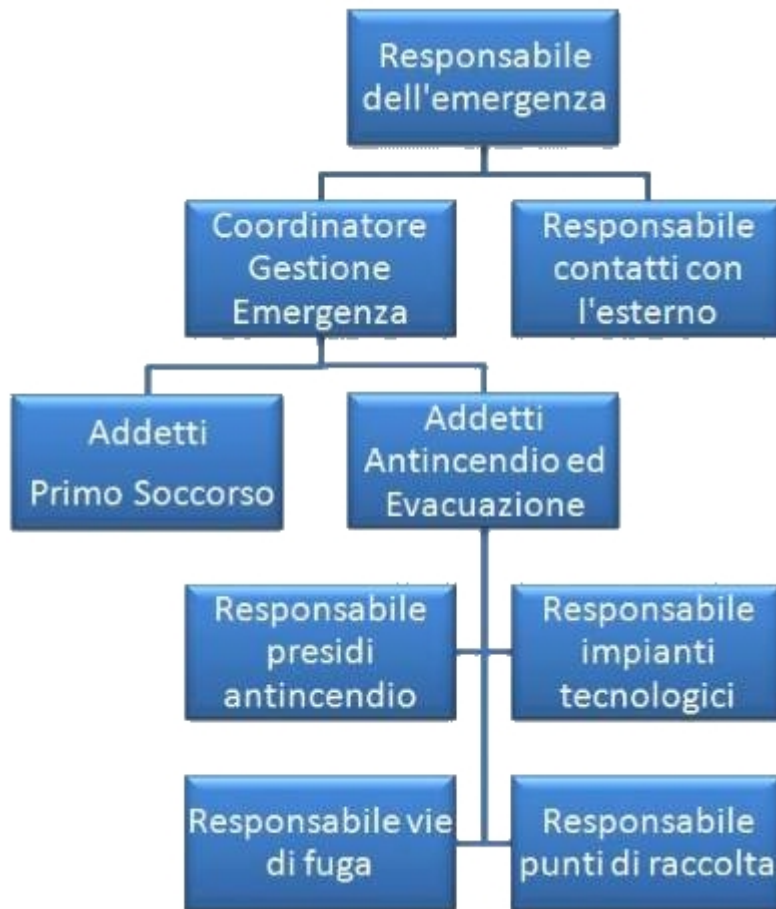 Responsabile
dell'emergenza
Coordinatore
Gestione
Emergenza
Responsabile
contatti con
l'esterno
Addetti
Primo Soccorso
Addetti
Antincendio ed
Evacuazione
Responsabile
presidi
antincendio
Responsabile
impianti
tecnologici
Responsabile vie
di fuga
Responsabile
punti di raccolta